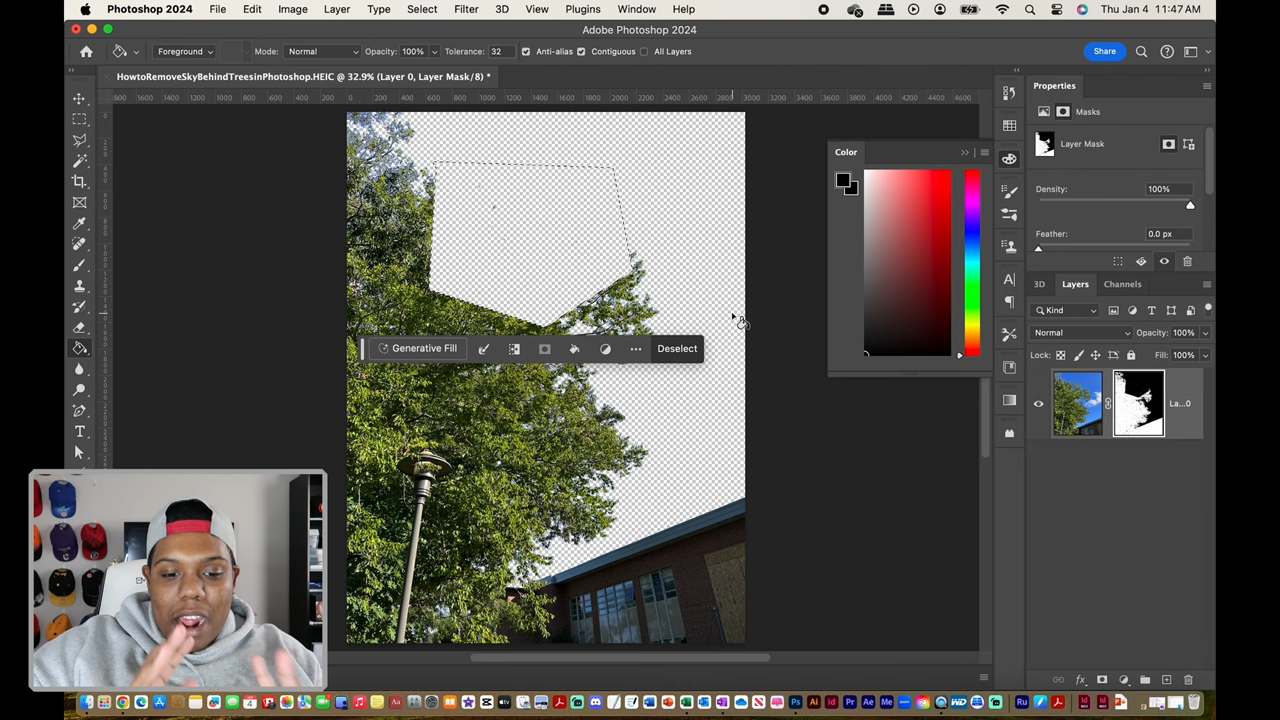 Photoshop 2024 File Edit Image Layer Type Select Filter 3D View Plugins Window Help Thu Jan 4 11:47 AM
Adobe Photoshop 2024
Foreground Mode: Normal Opacity: 100% Tolerance: 32 Anti-alias Contiguous All Layers Share
HowtoRemoveSkyBehindTreesinPhotoshop.HEIC @ 32.9% (Layer 0, Layer Mask/8) *
Properties
Masks
Layer Mask
Density: 100%
Feather: 0.0 px
Color
Generative Fill Deselect
3D Layers Channels
Kind
Normal Opacity: 100%
Lock: Fill: 100%
La...0